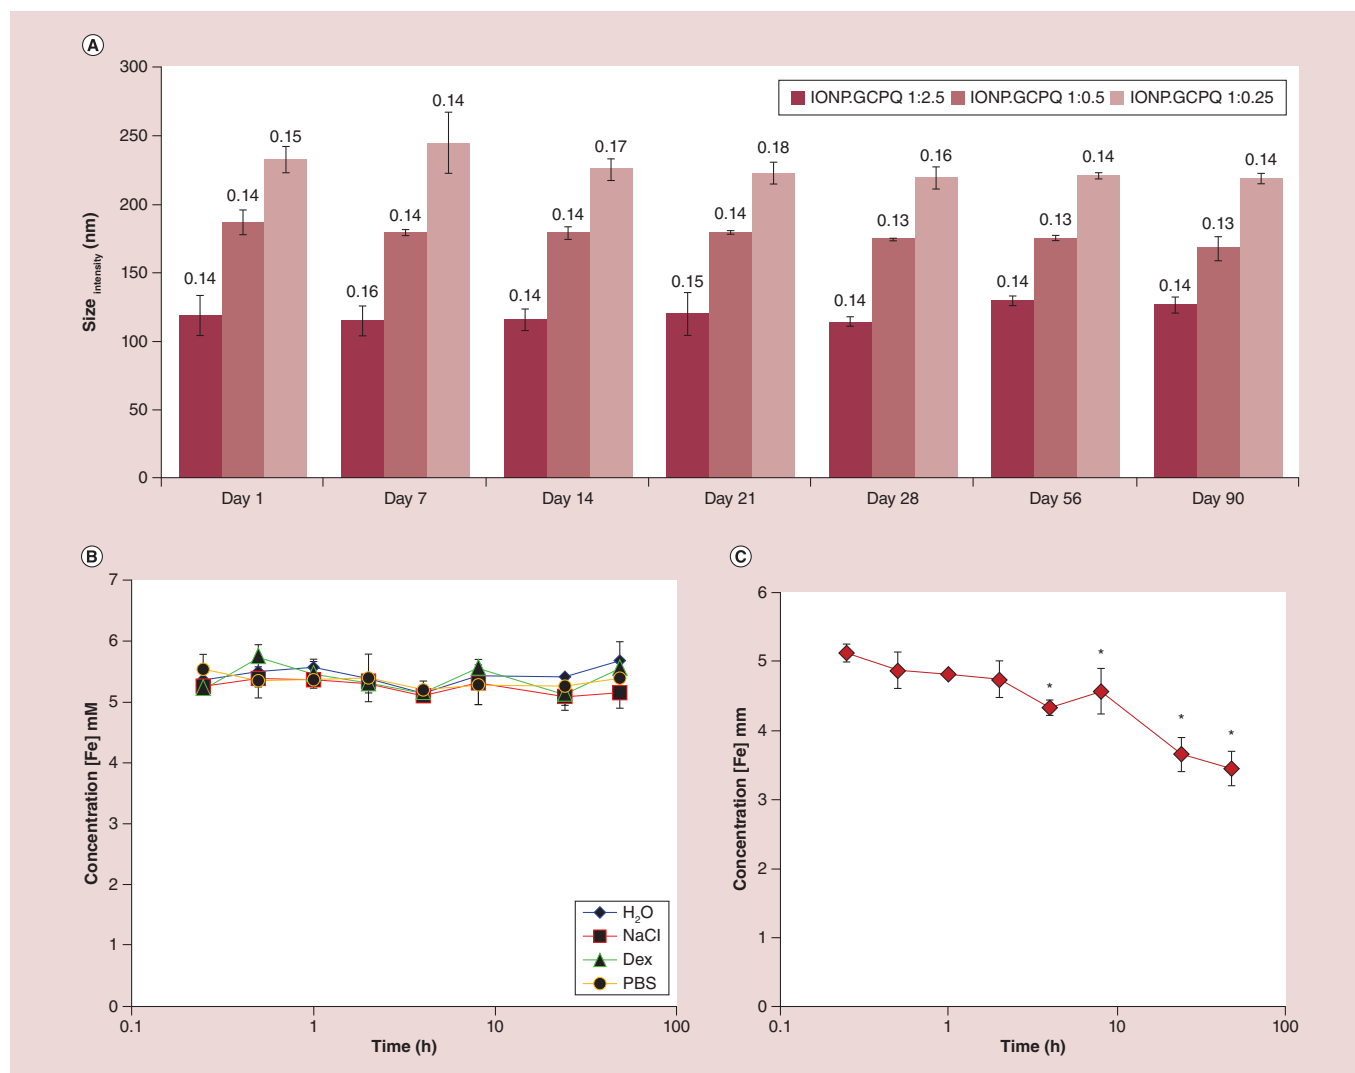 A
300
250
200
150
100
50
0
Size intensity (nm)
IONP.GCPQ 1:2.5 IONP.GCPQ 1:0.5 IONP.GCPQ 1:0.25
0.14 0.14 0.15
0.16 0.14 0.14
0.14 0.14 0.17
0.15 0.14 0.18
0.14 0.13 0.16
0.14 0.13 0.14
0.14 0.13 0.14
Day 1 Day 7 Day 14 Day 21 Day 28 Day 56 Day 90
B
7
6
5
4
3
2
1
0
Concentration [Fe] mM
H2O
NaCl
Dex
PBS
0.1 1 10 100
Time (h)
C
6
5
4
3
2
1
0
Concentration [Fe] mm
* * * *
0.1 1 10 100
Time (h)